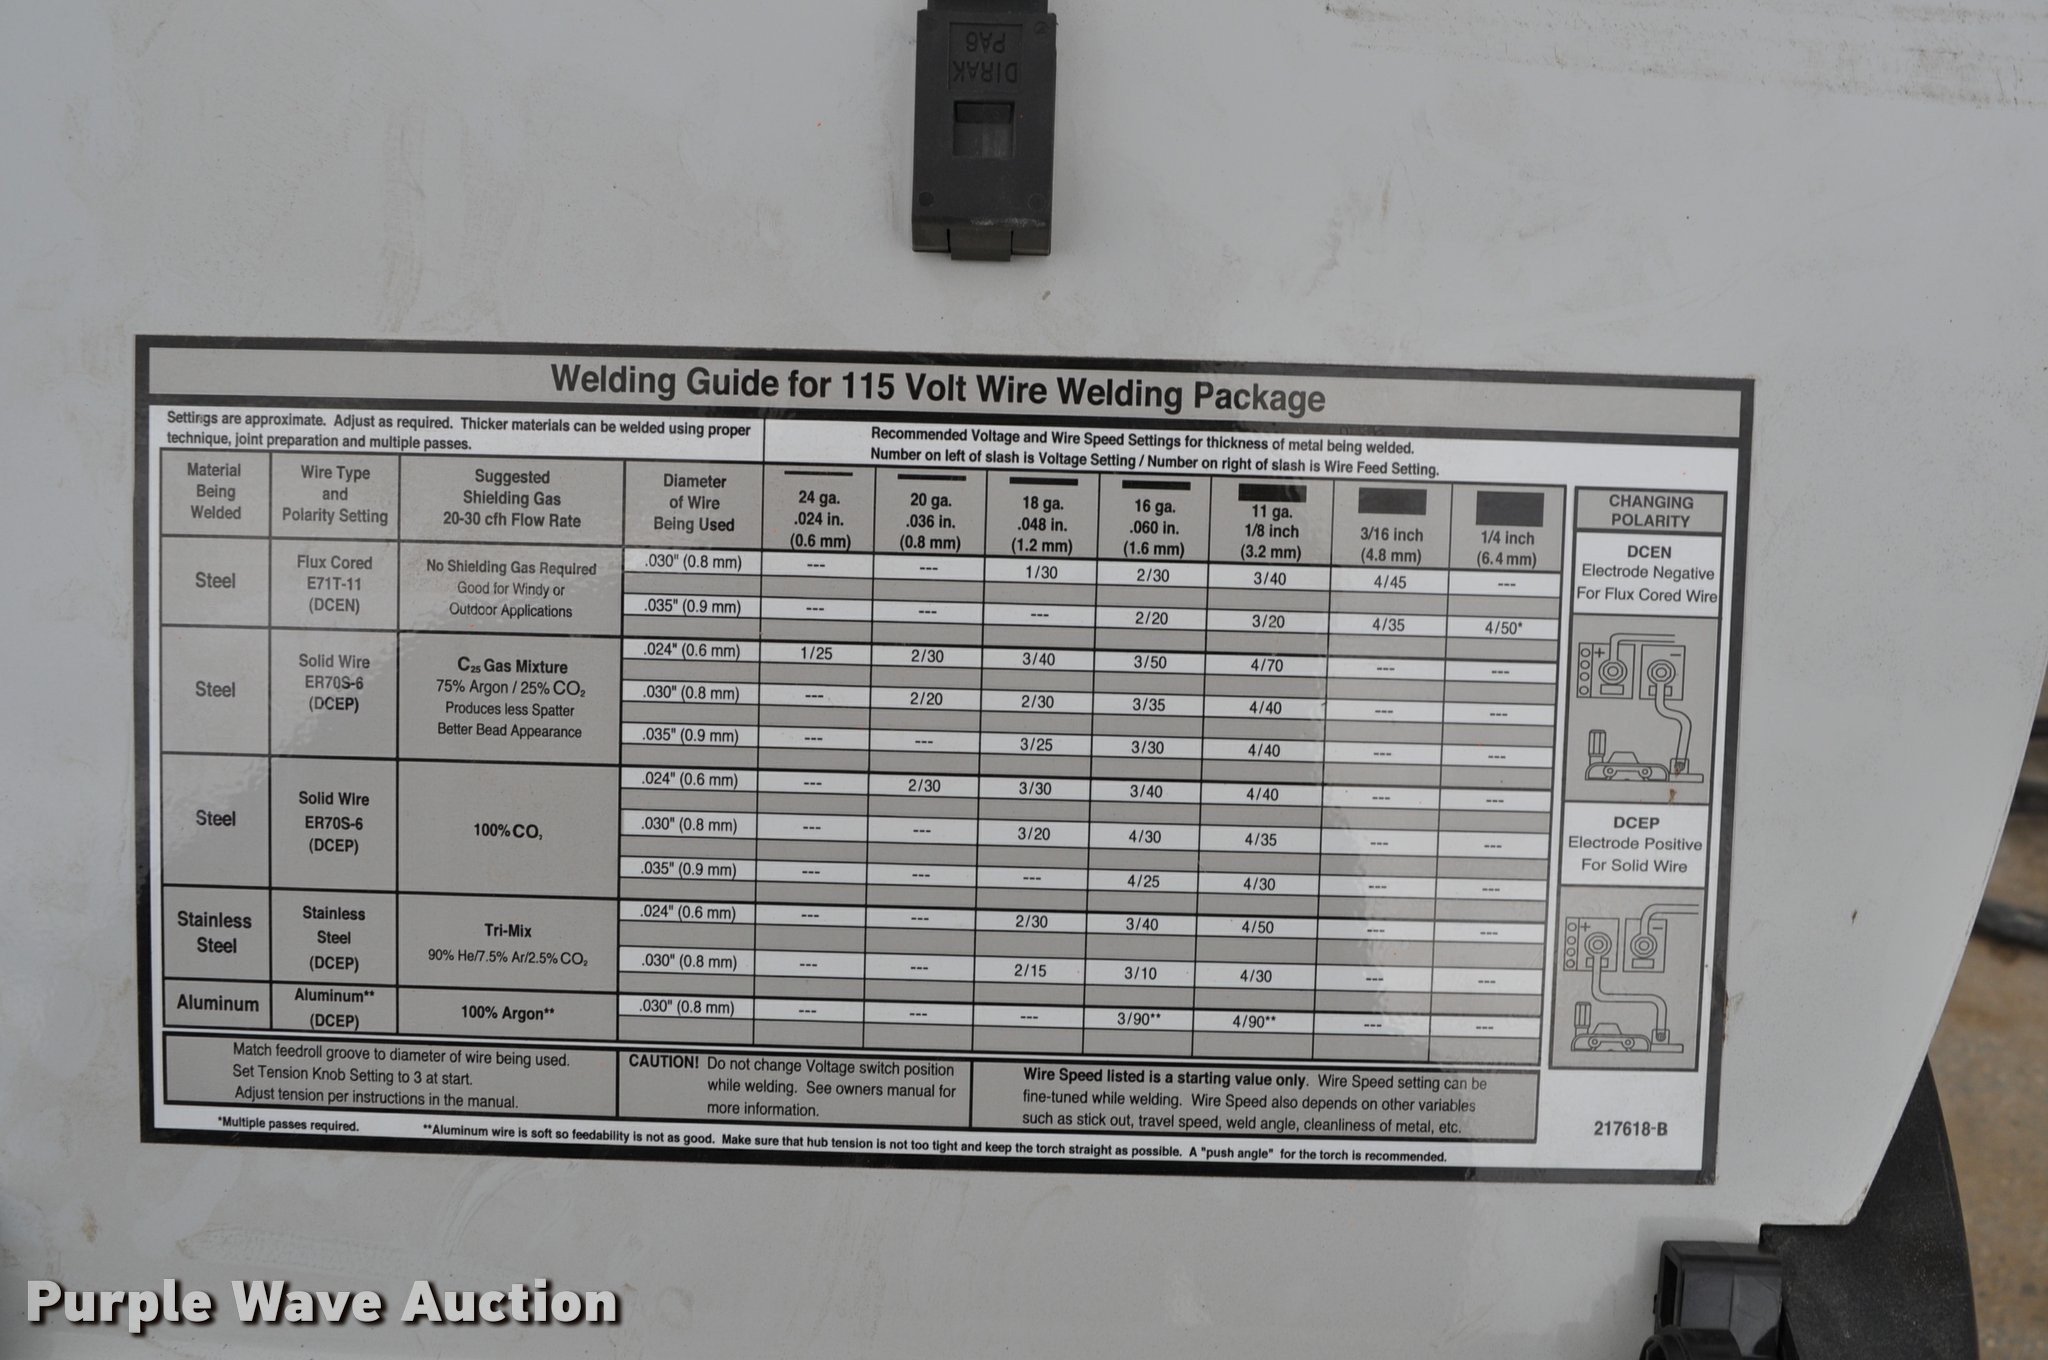 PA6
DIRAK
Welding Guide for 115 Volt Wire Welding Package
Settings are approximate. Adjust as required. Thicker materials can be welded using proper
technique, joint preparation and multiple passes.
Recommended Voltage and Wire Speed Settings for thickness of metal being welded.
Number on left of slash is Voltage Setting / Number on right of slash is Wire Feed Setting.
Material Being Welded
Wire Type and Polarity Setting
Suggested Shielding Gas 20-30 cfh Flow Rate
Diameter of Wire Being Used
24 ga. .024 in. (0.6 mm)
20 ga. .036 in. (0.8 mm)
18 ga. .048 in. (1.2 mm)
16 ga. .060 in. (1.6 mm)
11 ga. 1/8 inch (3.2 mm)
3/16 inch (4.8 mm)
1/4 inch (6.4 mm)
Steel
Flux Cored
E71T-11
(DCEN)
No Shielding Gas Required
Good for Windy or
Outdoor Applications
.030" (0.8 mm) --- --- 1/30 2/30 3/40 4/45 ---
.035" (0.9 mm) --- --- --- 2/20 3/20 4/35 4/50*
Steel
Solid Wire
ER70S-6
(DCEP)
C25 Gas Mixture
75% Argon / 25% CO2
Produces less Spatter
Better Bead Appearance
.024" (0.6 mm) 1/25 2/30 3/40 3/50 4/70 --- ---
.030" (0.8 mm) --- 2/20 2/30 3/35 4/40 --- ---
.035" (0.9 mm) --- --- 3/25 3/30 4/40 --- ---
Steel
Solid Wire
ER70S-6
(DCEP)
100% CO2
.024" (0.6 mm) --- 2/30 3/30 3/40 4/40 --- ---
.030" (0.8 mm) --- --- 3/20 4/30 4/35 --- ---
.035" (0.9 mm) --- --- --- 4/25 4/30 --- ---
Stainless
Steel
Stainless
Steel
(DCEP)
Tri-Mix
90% He/7.5% Ar/2.5% CO2
.024" (0.6 mm) --- --- 2/30 3/40 4/50 --- ---
.030" (0.8 mm) --- --- 2/15 3/10 4/30 --- ---
Aluminum
Aluminum**
(DCEP)
100% Argon**
.030" (0.8 mm) --- --- --- 3/90** 4/90** --- ---
CHANGING
POLARITY
DCEN
Electrode Negative
For Flux Cored Wire
+ −
DCEP
Electrode Positive
For Solid Wire
+ −
Match feedroll groove to diameter of wire being used.
Set Tension Knob Setting to 3 at start.
Adjust tension per instructions in the manual.
CAUTION! Do not change Voltage switch position
while welding. See owners manual for
more information.
Wire Speed listed is a starting value only. Wire Speed setting can be
fine-tuned while welding. Wire Speed also depends on other variables
such as stick out, travel speed, weld angle, cleanliness of metal, etc.
217618-B
*Multiple passes required.
**Aluminum wire is soft so feedability is not as good. Make sure that hub tension is not too tight and keep the torch straight as possible. A "push angle" for the torch is recommended.
Purple Wave Auction